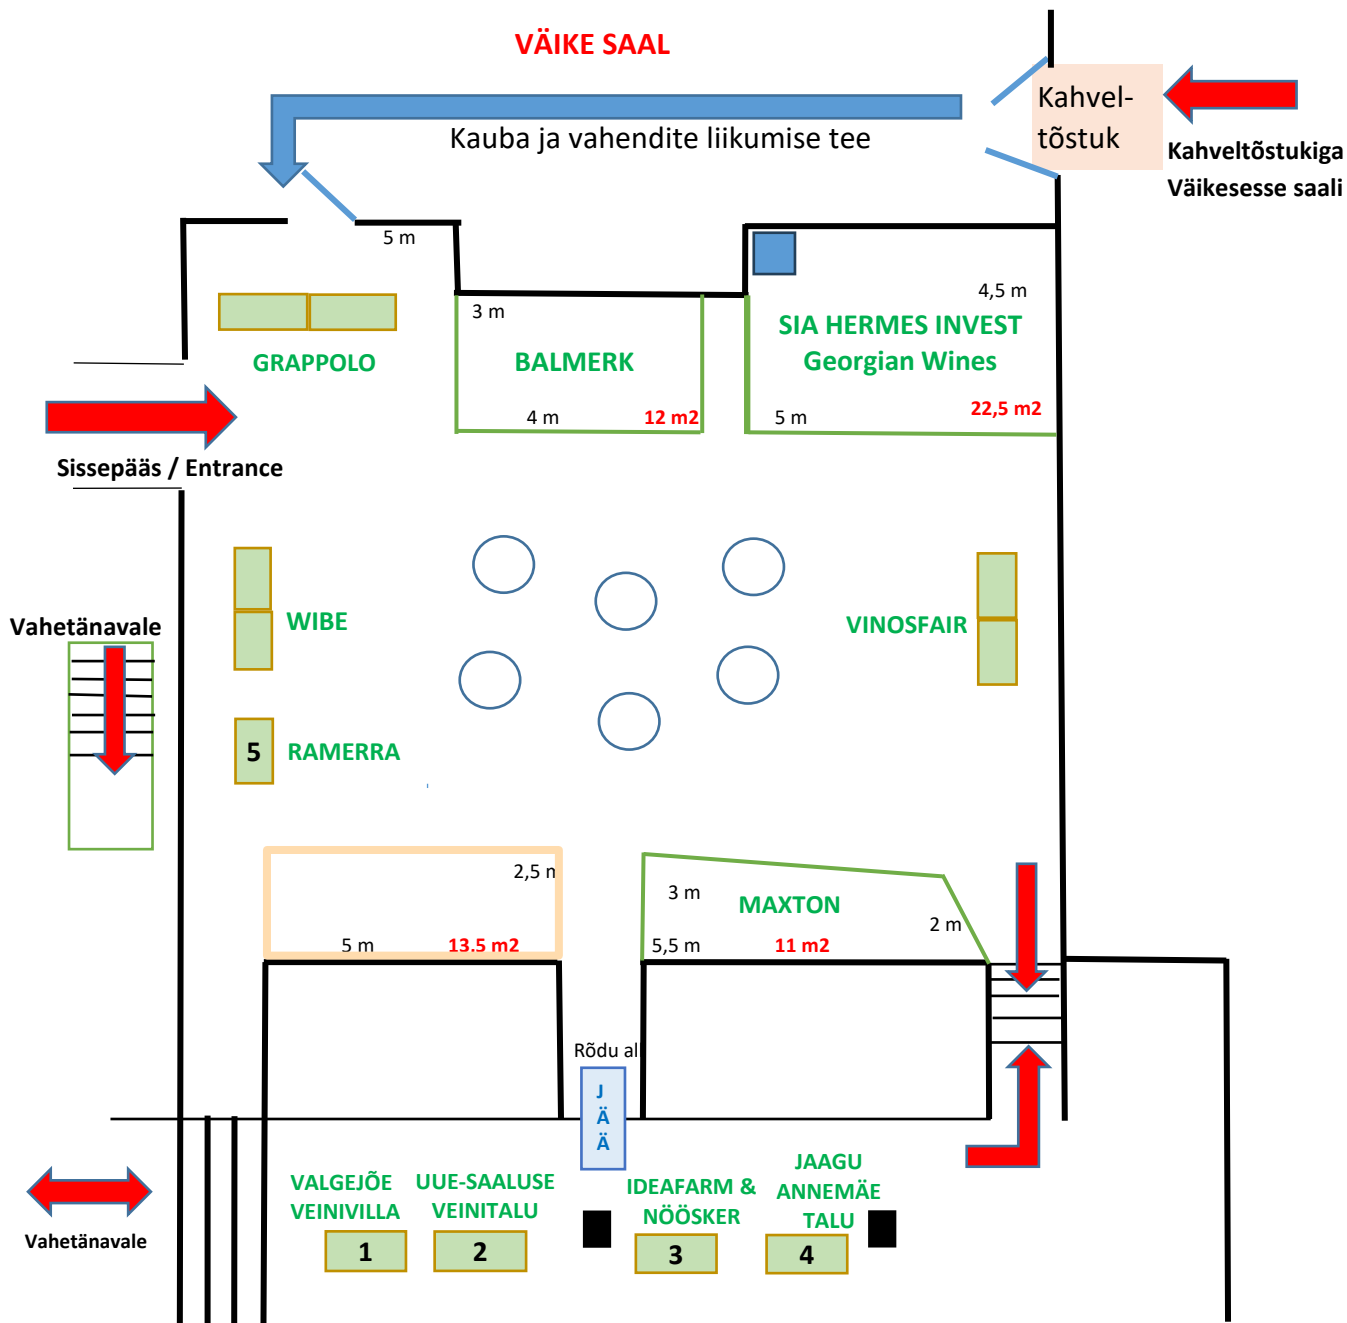 VÄIKE SAAL
Kahvel-
tõstuk
Kauba ja vahendite liikumise tee
Kahveltõstukiga
Väikesesse saali
5 m
3 m
4,5 m
SIA HERMES INVEST
Georgian Wines
GRAPPOLO
BALMERK
4 m
12 m2
5 m
22,5 m2
Sissepääs / Entrance
WIBE
Vahetänavale
VINOSFAIR
5
RAMERRA
2,5 m
3 m
MAXTON
2 m
5 m
13.5 m2
5,5 m
11 m2
Rõdu al
J
Ä
Ä
VALGEJÕE
VEINIVILLA
UUE-SAALUSE
VEINITALU
IDEAFARM &
NÖÖSKER
JAAGU
ANNEMÄE
TALU
Vahetänavale
1
2
3
4